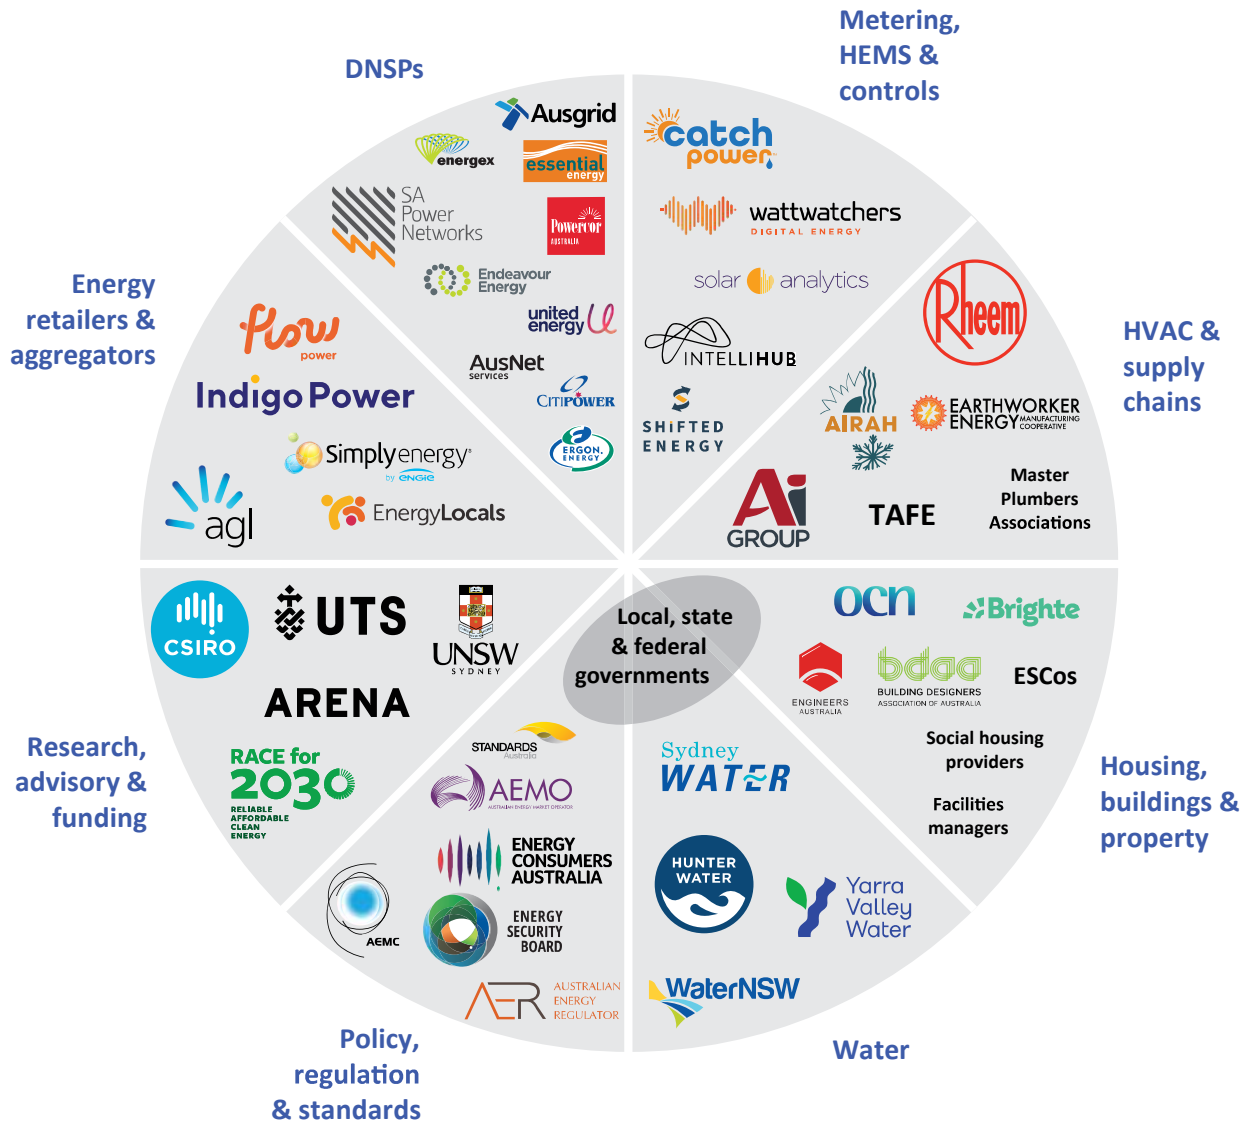 Metering,
HEMS &
controls
DNSPs
Ausgrid
energex
essential
energy
SA
Power
Networks
Powercor
AUSTRALIA
Endeavour
Energy
united
energy
AusNet
services
CITIPOWER
ERGON.
ENERGY
catch
power
wattwatchers
DIGITAL ENERGY
solar analytics
INTELLIHUB
SHIFTED
ENERGY
Energy
retailers &
aggregators
flow
power
Indigo Power
Simply energy
by ENGIE
agl
EnergyLocals
HVAC &
supply
chains
Rheem
AIRAH
EARTHWORKER
ENERGY MANUFACTURING
COOPERATIVE
Ai
GROUP
TAFE
Master
Plumbers
Associations
CSIRO
UTS
UNSW
SYDNEY
ARENA
RACE for
2030
RELIABLE
AFFORDABLE
CLEAN
ENERGY
Research,
advisory &
funding
Local, state
& federal
governments
ocn
Brighte
ENGINEERS
AUSTRALIA
bdaa
BUILDING DESIGNERS
ASSOCIATION OF AUSTRALIA
ESCos
Social housing
providers
Facilities
managers
Housing,
buildings &
property
STANDARDS
Australia
AEMO
AUSTRALIAN ENERGY MARKET OPERATOR
ENERGY
CONSUMERS
AUSTRALIA
AEMC
ENERGY
SECURITY
BOARD
AER
AUSTRALIAN
ENERGY
REGULATOR
Policy,
regulation
& standards
Sydney
WATER
HUNTER
WATER
Yarra
Valley
Water
WaterNSW
Water